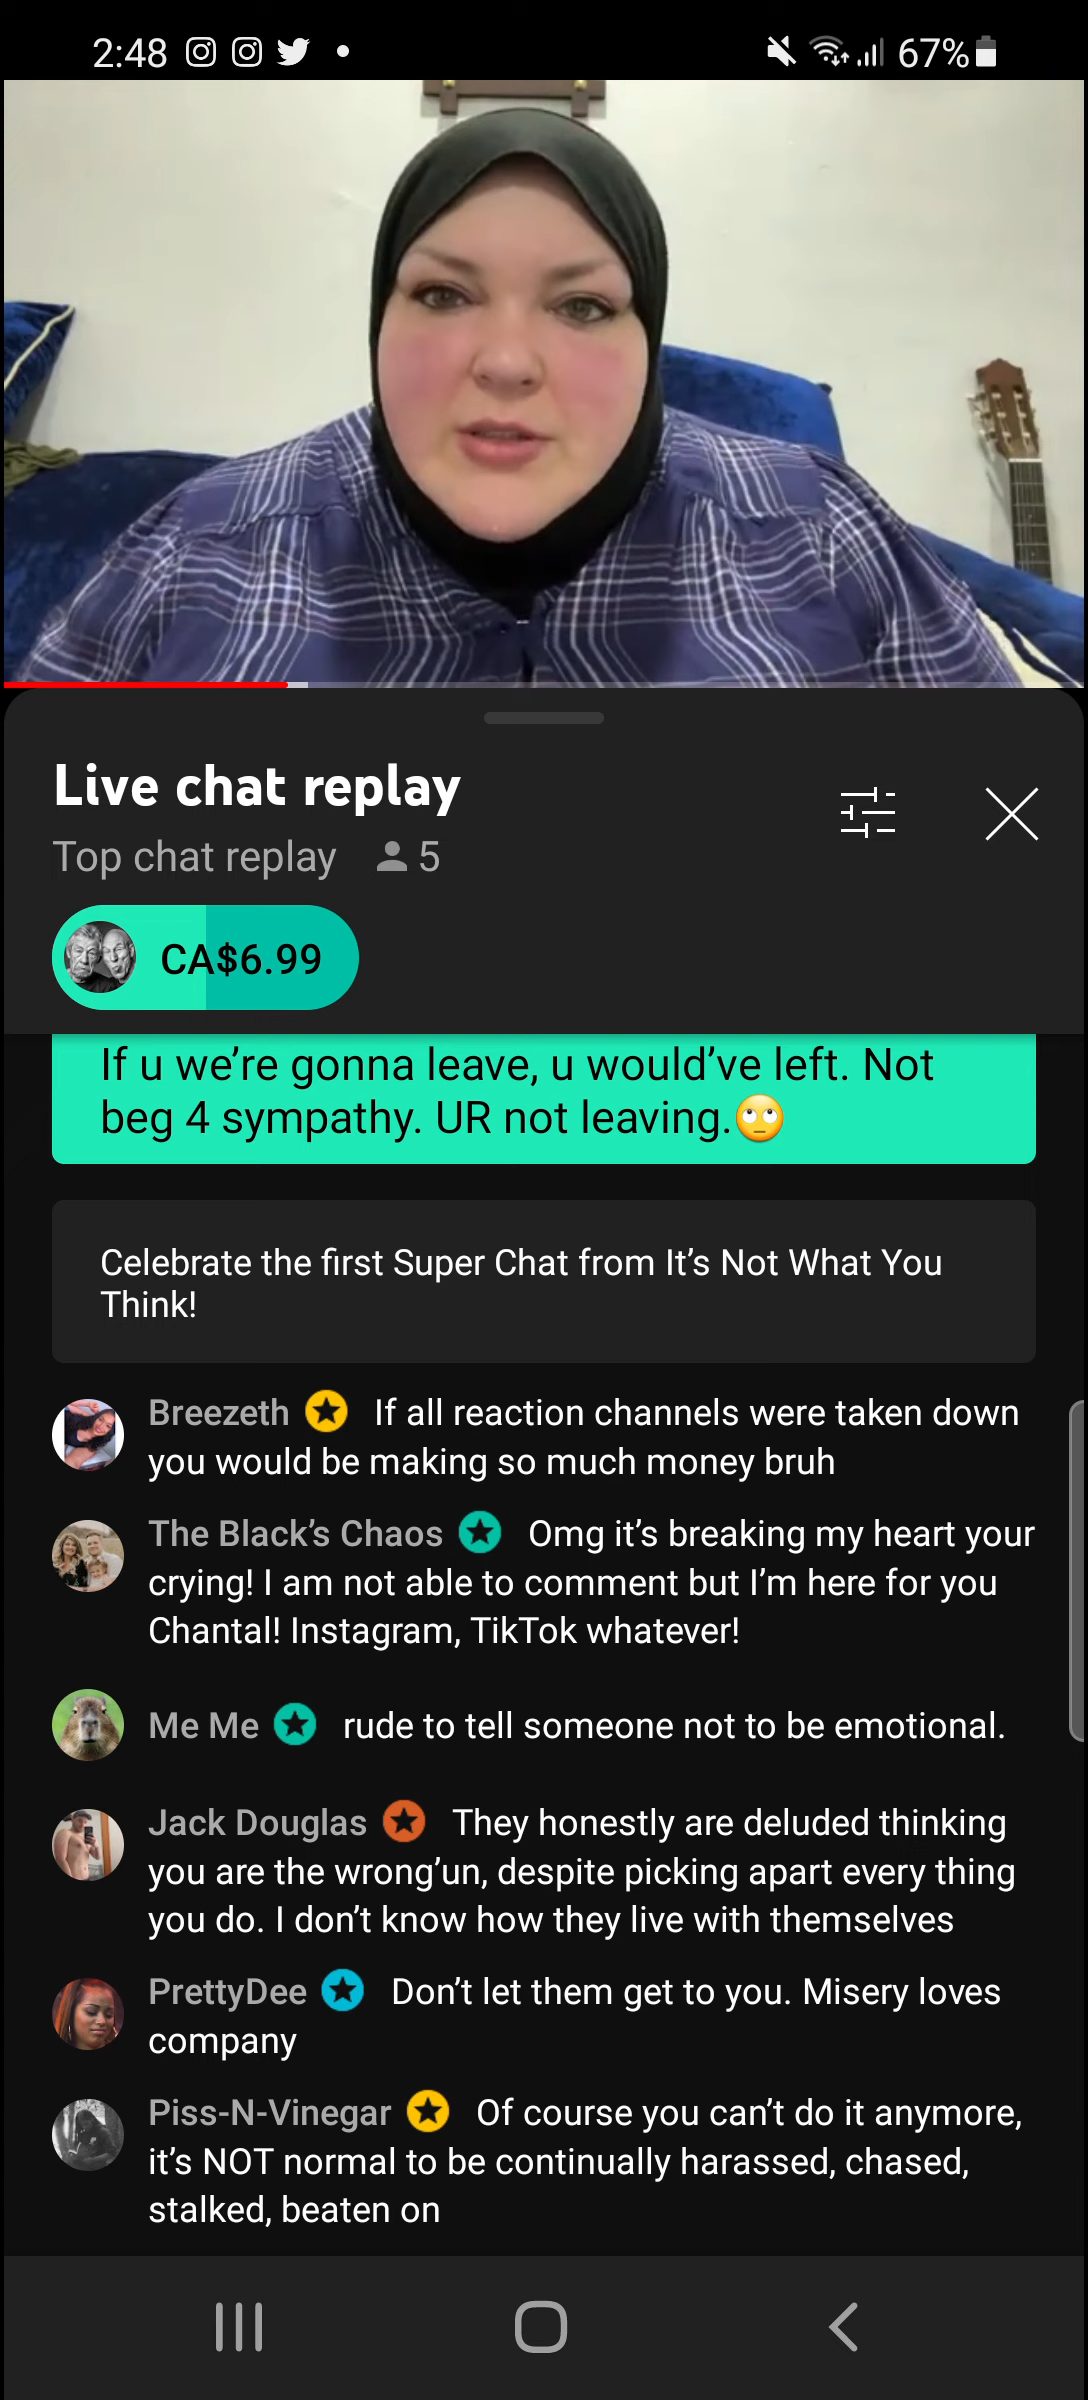 2:48 67%
Live chat replay
Top chat replay 5
CA$6.99
If u we’re gonna leave, u would’ve left. Not
beg 4 sympathy. UR not leaving.🙄
Celebrate the first Super Chat from It’s Not What You
Think!
Breezeth If all reaction channels were taken down
you would be making so much money bruh
The Black’s Chaos Omg it’s breaking my heart your
crying! I am not able to comment but I’m here for you
Chantal! Instagram, TikTok whatever!
Me Me rude to tell someone not to be emotional.
Jack Douglas They honestly are deluded thinking
you are the wrong’un, despite picking apart every thing
you do. I don’t know how they live with themselves
PrettyDee Don’t let them get to you. Misery loves
company
Piss-N-Vinegar Of course you can’t do it anymore,
it’s NOT normal to be continually harassed, chased,
stalked, beaten on